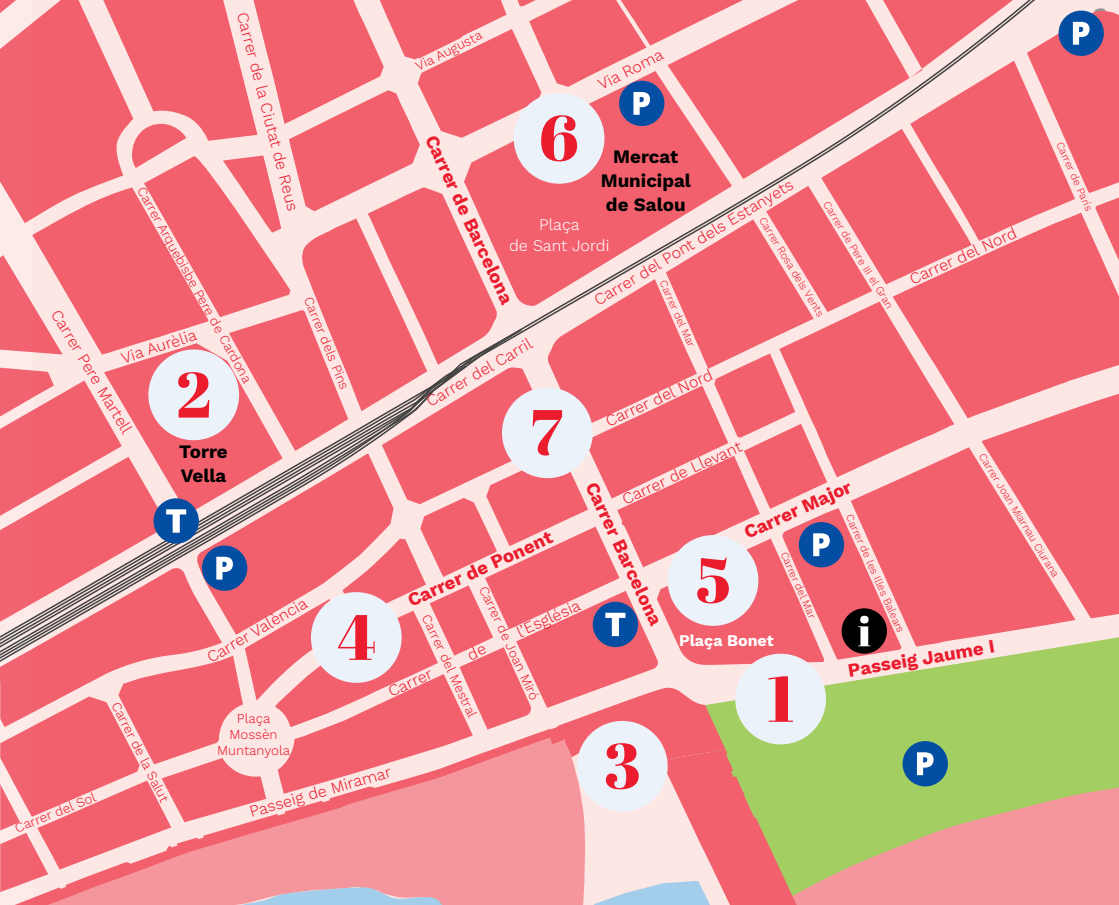 Carrer de la Ciutat de Reus
Via Augusta
Via Roma
P
P
6
Mercat
Municipal
de Salou
Plaça
de Sant Jordi
Carrer de Barcelona
Carrer Arquebisbe Pere de Cardona
Carrer dels Pins
Carrer Pere Martell
Via Aurèlia
2
Torre
Vella
T
P
Carrer del Carril
Carrer del Pont dels Estanyets
Carrer Rosa dels Vents
Carrer de Pere III el Gran
Carrer de París
Carrer del Nord
Carrer del Mar
Carrer del Nord
7
Carrer de Llevant
Carrer Barcelona
Carrer Major
Carrer Joan Miarnau Ciurana
P
Carrer del Mar
Carrer de les Illes Balears
i
5
Plaça Bonet
T
Carrer de Ponent
4
Carrer València
Carrer de l'Església
Carrer de Joan Miró
Carrer del Mestral
Plaça
Mossèn
Muntanyola
Carrer de la Salut
Carrer del Sol
Passeig de Miramar
Passeig Jaume I
1
3
P